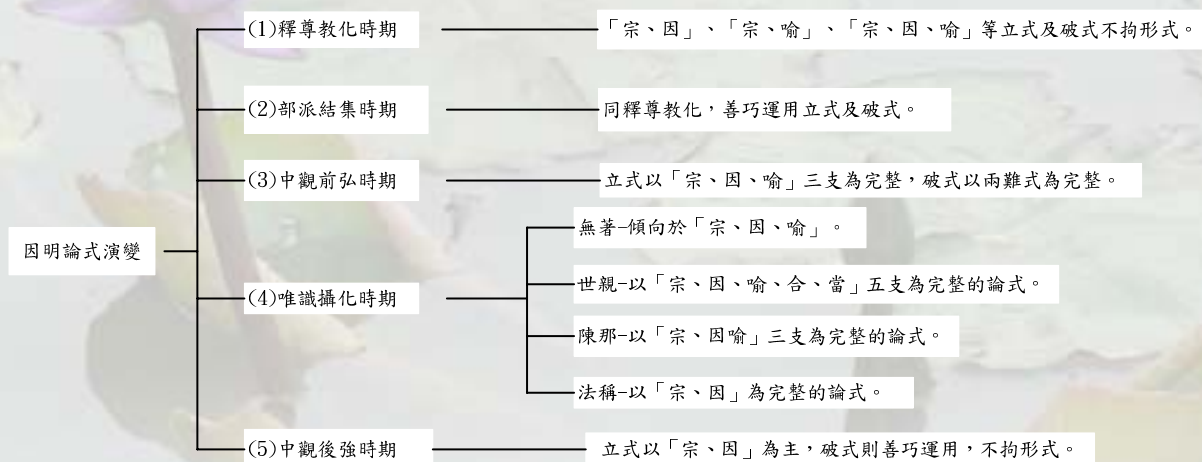 (1)釋尊教化時期
「宗、因」、「宗、喻」、「宗、因、喻」等立式及破式不拘形式。
(2)部派結集時期
同釋尊教化，善巧運用立式及破式。
(3)中觀前弘時期
立式以「宗、因、喻」三支為完整，破式以兩難式為完整。
因明論式演變
(4)唯識攝化時期
無著-傾向於「宗、因、喻」。
世親-以「宗、因、喻、合、當」五支為完整的論式。
陳那-以「宗、因喻」三支為完整的論式。
法稱-以「宗、因」為完整的論式。
(5)中觀後強時期
立式以「宗、因」為主，破式則善巧運用，不拘形式。